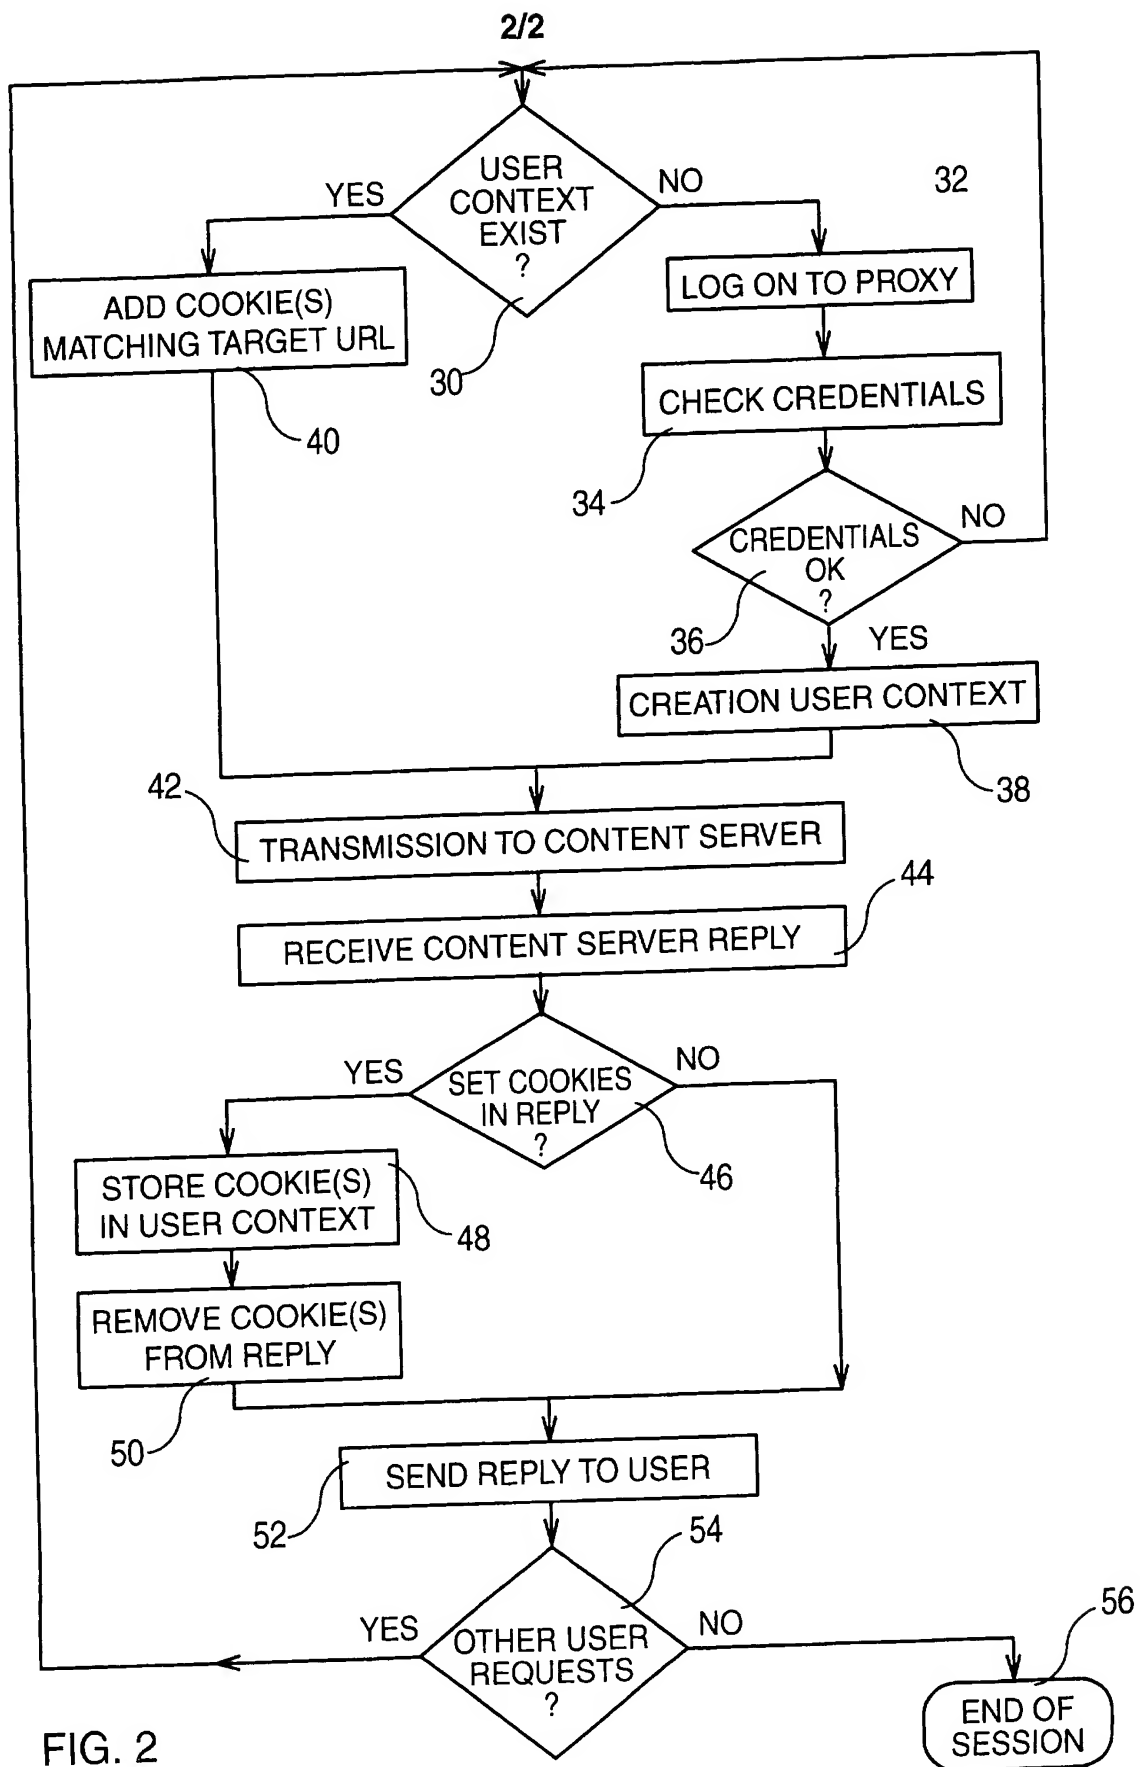 2/2
USER
CONTEXT
EXIST
?
YES
NO
32
30
ADD COOKIE(S)
MATCHING TARGET URL
40
LOG ON TO PROXY
CHECK CREDENTIALS
34
CREDENTIALS
OK
?
NO
36
YES
CREATION USER CONTEXT
38
42
TRANSMISSION TO CONTENT SERVER
44
RECEIVE CONTENT SERVER REPLY
YES
NO
SET COOKIES
IN REPLY
?
46
STORE COOKIE(S)
IN USER CONTEXT
48
REMOVE COOKIE(S)
FROM REPLY
50
SEND REPLY TO USER
52
54
YES
NO
OTHER USER
REQUESTS
?
56
END OF
SESSION
FIG. 2